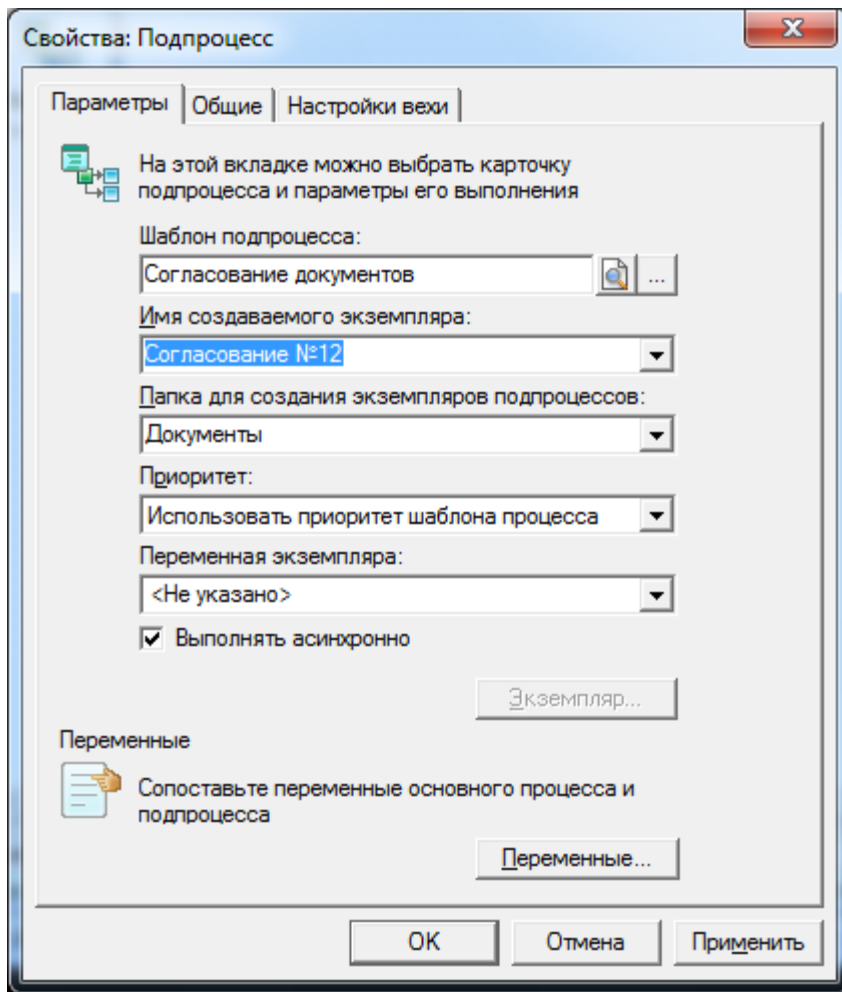 Свойства: Подпроцесс
Параметры
Общие
Настройки вехи
На этой вкладке можно выбрать карточку
подпроцесса и параметры его выполнения
Шаблон подпроцесса:
Согласование документов
...
Имя создаваемого экземпляра:
Согласование №12
Папка для создания экземпляров подпроцессов:
Документы
Приоритет:
Использовать приоритет шаблона процесса
Переменная экземпляра:
<Не указано>
Выполнять асинхронно
Экземпляр...
Переменные
Сопоставьте переменные основного процесса и
подпроцесса
Переменные...
OK
Отмена
Применить